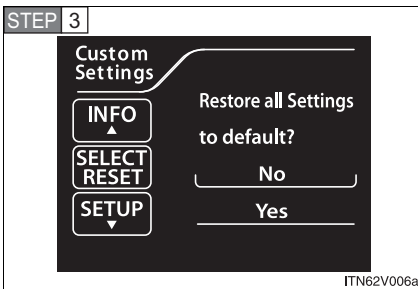 STEP 3
Custom
Settings
INFO
SELECT
RESET
SETUP
Restore all Settings
to default?
No
Yes
ITN62V006a